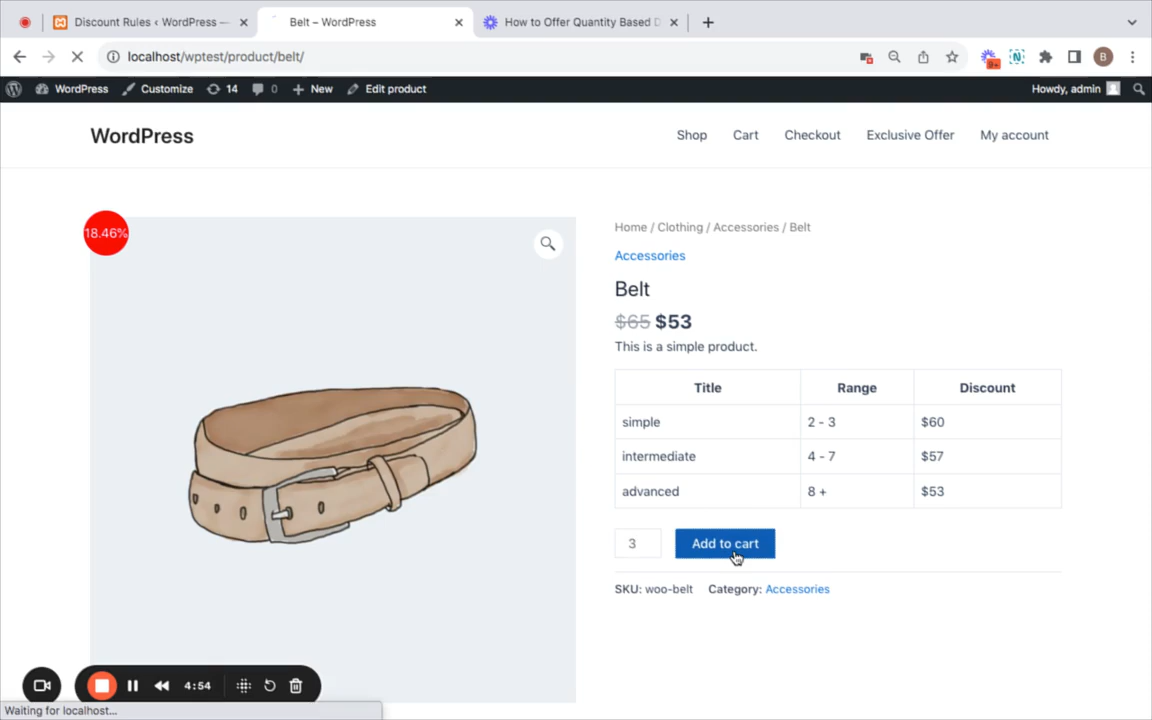 Discount Rules ‹ WordPress —
Belt – WordPress
How to Offer Quantity Based D
localhost/wptest/product/belt/
9+
N
B
WordPress
Customize
14
0
New
Edit product
Howdy, admin
WordPress
Shop
Cart
Checkout
Exclusive Offer
My account
18.46%
Home / Clothing / Accessories / Belt
Accessories
Belt
$65 $53
This is a simple product.
Title Range Discount
simple 2 - 3 $60
intermediate 4 - 7 $57
advanced 8 + $53
3 Add to cart
SKU: woo-belt Category: Accessories
4:54
Waiting for localhost...